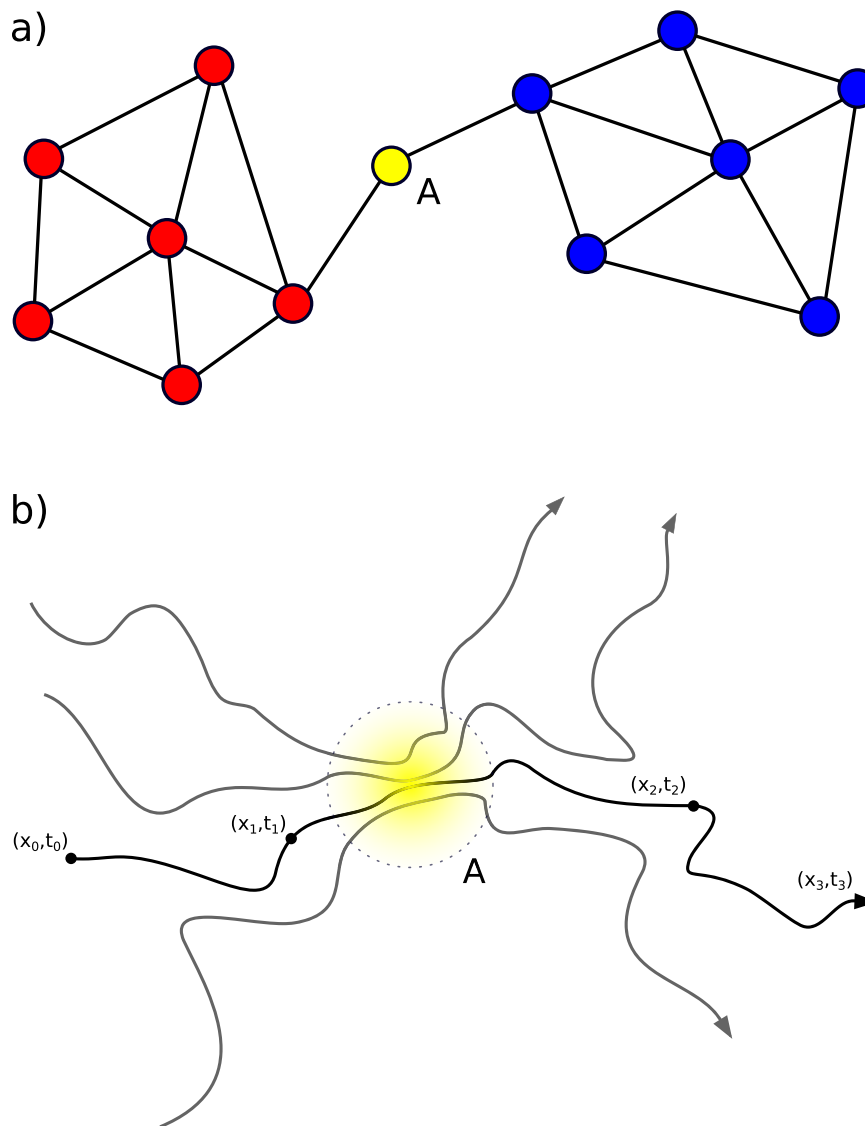 a)
A
b)
(x₂,t₂)
(x₁,t₁)
(x₀,t₀)
A
(x₃,t₃)